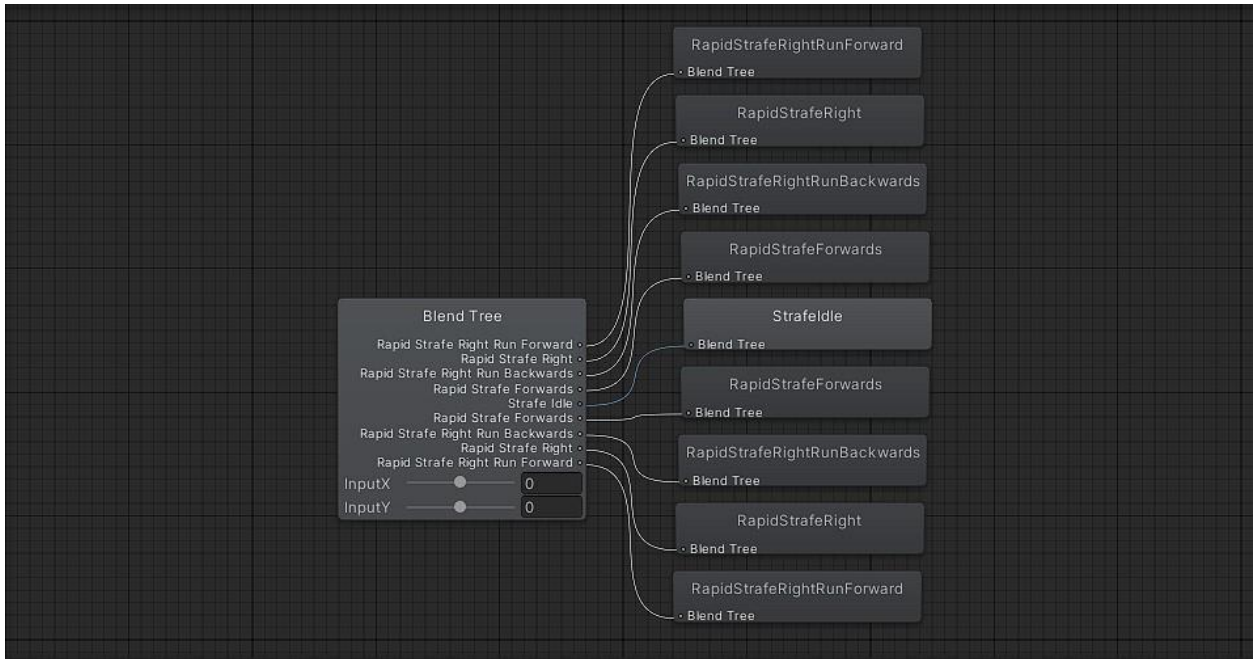 RapidStrafeRightRunForward
Blend Tree
RapidStrafeRight
Blend Tree
RapidStrafeRightRunBackwards
Blend Tree
RapidStrafeForwards
Blend Tree
Blend Tree
Rapid Strafe Right Run Forward
Rapid Strafe Right
Rapid Strafe Right Run Backwards
Rapid Strafe Forwards
Strafe Idle
Rapid Strafe Forwards
Rapid Strafe Right Run Backwards
Rapid Strafe Right
Rapid Strafe Right Run Forward
InputX 0
InputY 0
StrafeIdle
Blend Tree
RapidStrafeForwards
Blend Tree
RapidStrafeRightRunBackwards
Blend Tree
RapidStrafeRight
Blend Tree
RapidStrafeRightRunForward
Blend Tree